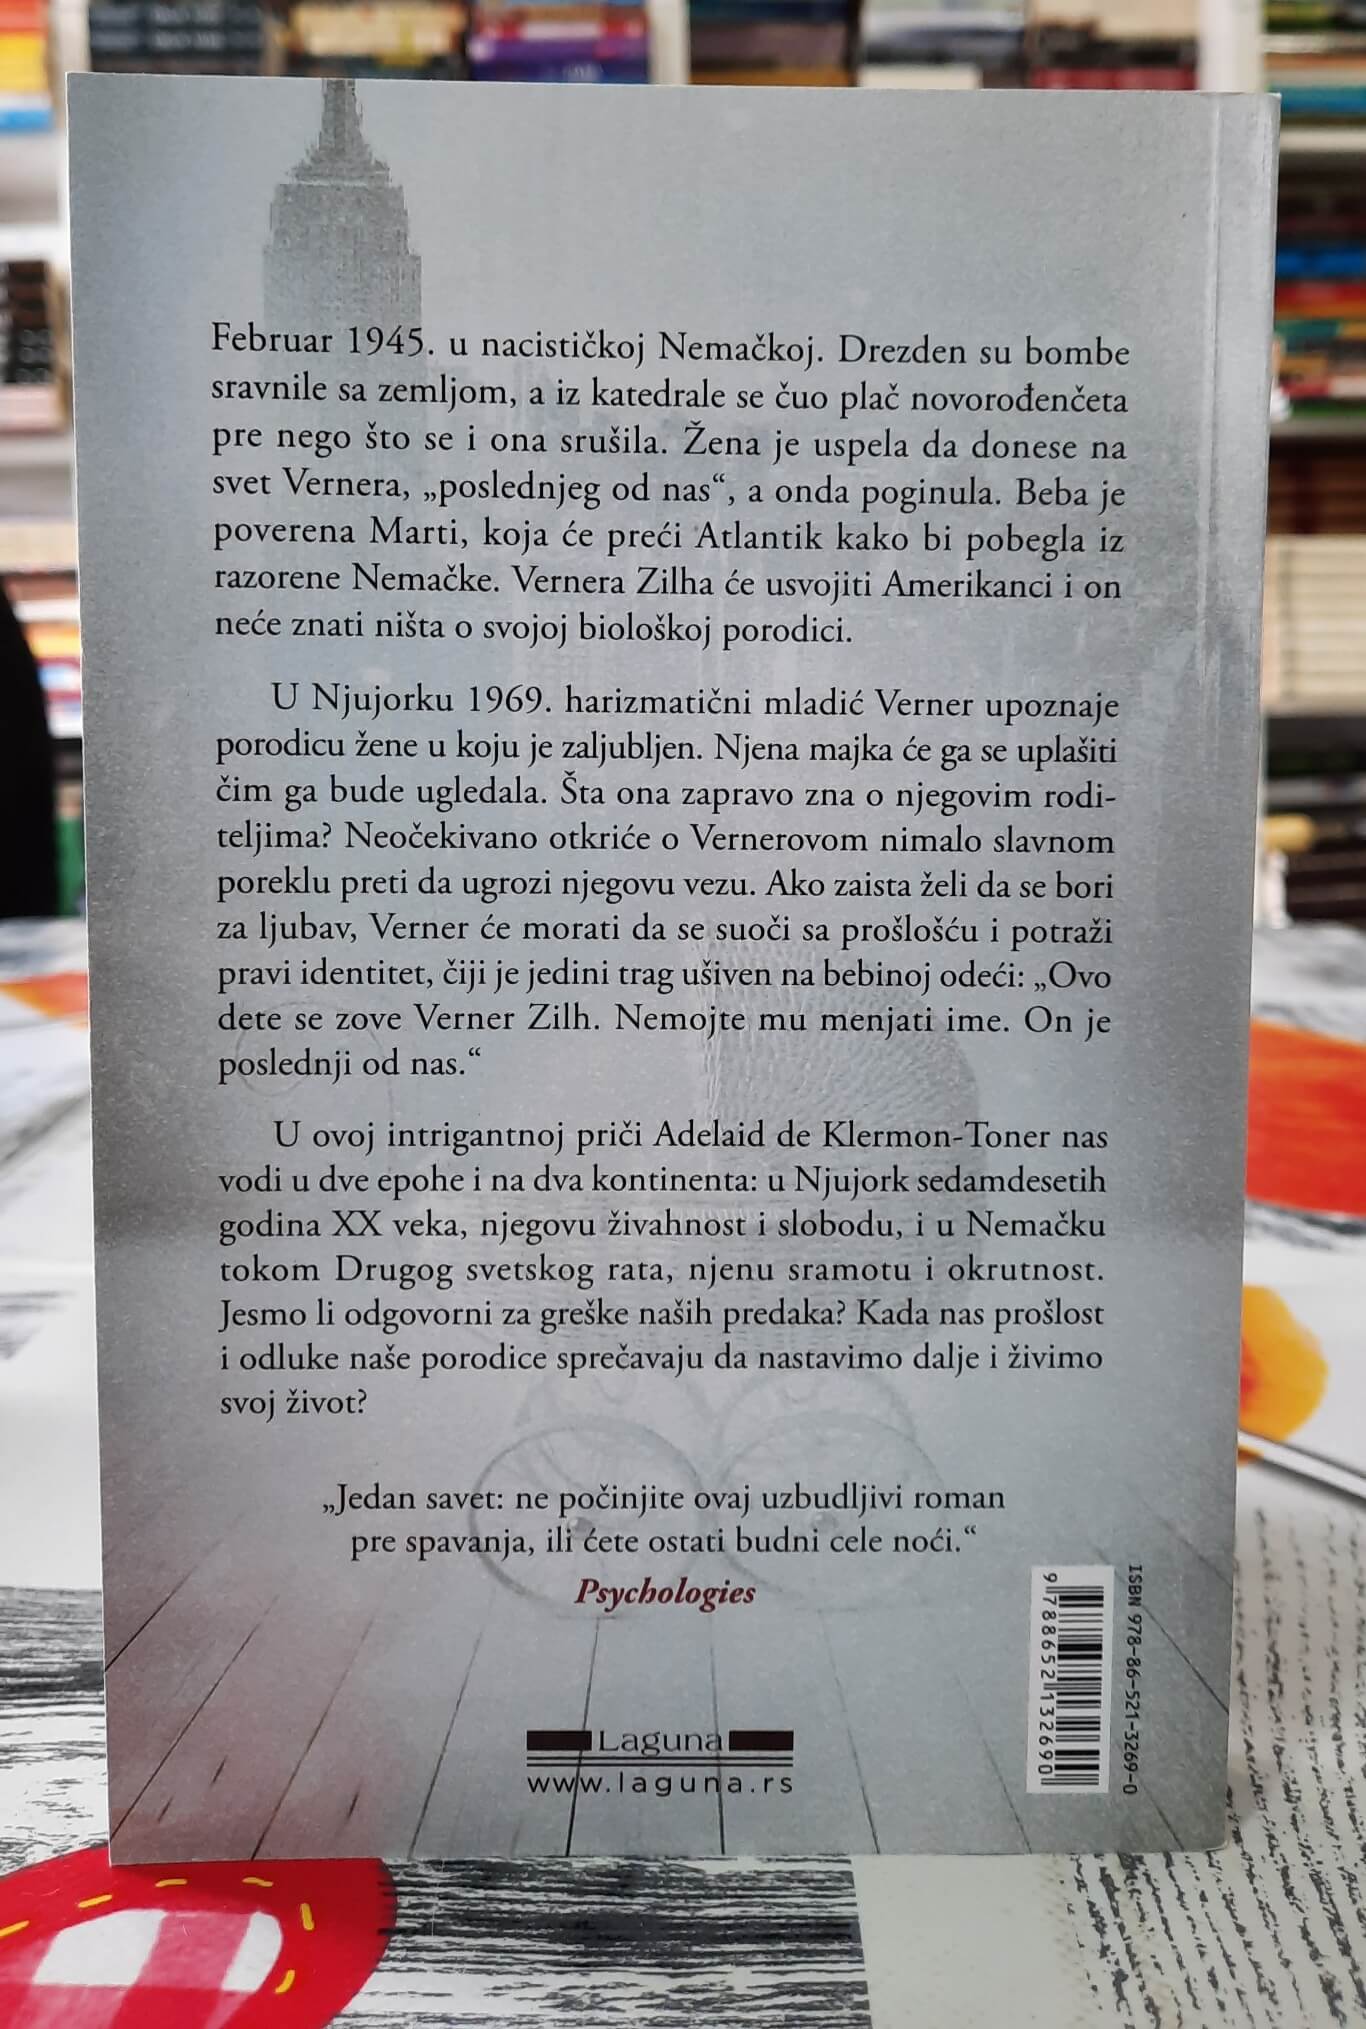 Februar 1945. u nacističkoj Nemačkoj. Drezden su bombe
sravnile sa zemljom, a iz katedrale se čuo plač novorođenčeta
pre nego što se i ona srušila. Žena je uspela da donese na
svet Vernera, „poslednjeg od nas“, a onda poginula. Beba je
poverena Marti, koja će preći Atlantik kako bi pobegla iz
razorene Nemačke. Vernera Zilha će usvojiti Amerikanci i on
neće znati ništa o svojoj biološkoj porodici.
U Njujorku 1969. harizmatični mladić Verner upoznaje
porodicu žene u koju je zaljubljen. Njena majka će ga se uplašiti
čim ga bude ugledala. Šta ona zapravo zna o njegovim rodi-
teljima? Neočekivano otkriće o Vernerovom nimalo slavnom
poreklu preti da ugrozi njegovu vezu. Ako zaista želi da se bori
za ljubav, Verner će morati da se suoči sa prošlošću i potraži
pravi identitet, čiji je jedini trag ušiven na bebinoj odeći: „Ovo
dete se zove Verner Zilh. Nemojte mu menjati ime. On je
poslednji od nas.“
U ovoj intrigantnoj priči Adelaid de Klermon-Toner nas
vodi u dve epohe i na dva kontinenta: u Njujork sedamdesetih
godina XX veka, njegovu živahnost i slobodu, i u Nemačku
tokom Drugog svetskog rata, njenu sramotu i okrutnost.
Jesmo li odgovorni za greške naših predaka? Kada nas prošlost
i odluke naše porodice sprečavaju da nastavimo dalje i živimo
svoj život?
„Jedan savet: ne počinjite ovaj uzbudljivi roman
pre spavanja, ili ćete ostati budni cele noći.“
Psychologies
ISBN 978-86-521-3269-0
9 788652 132690
Laguna
www.laguna.rs